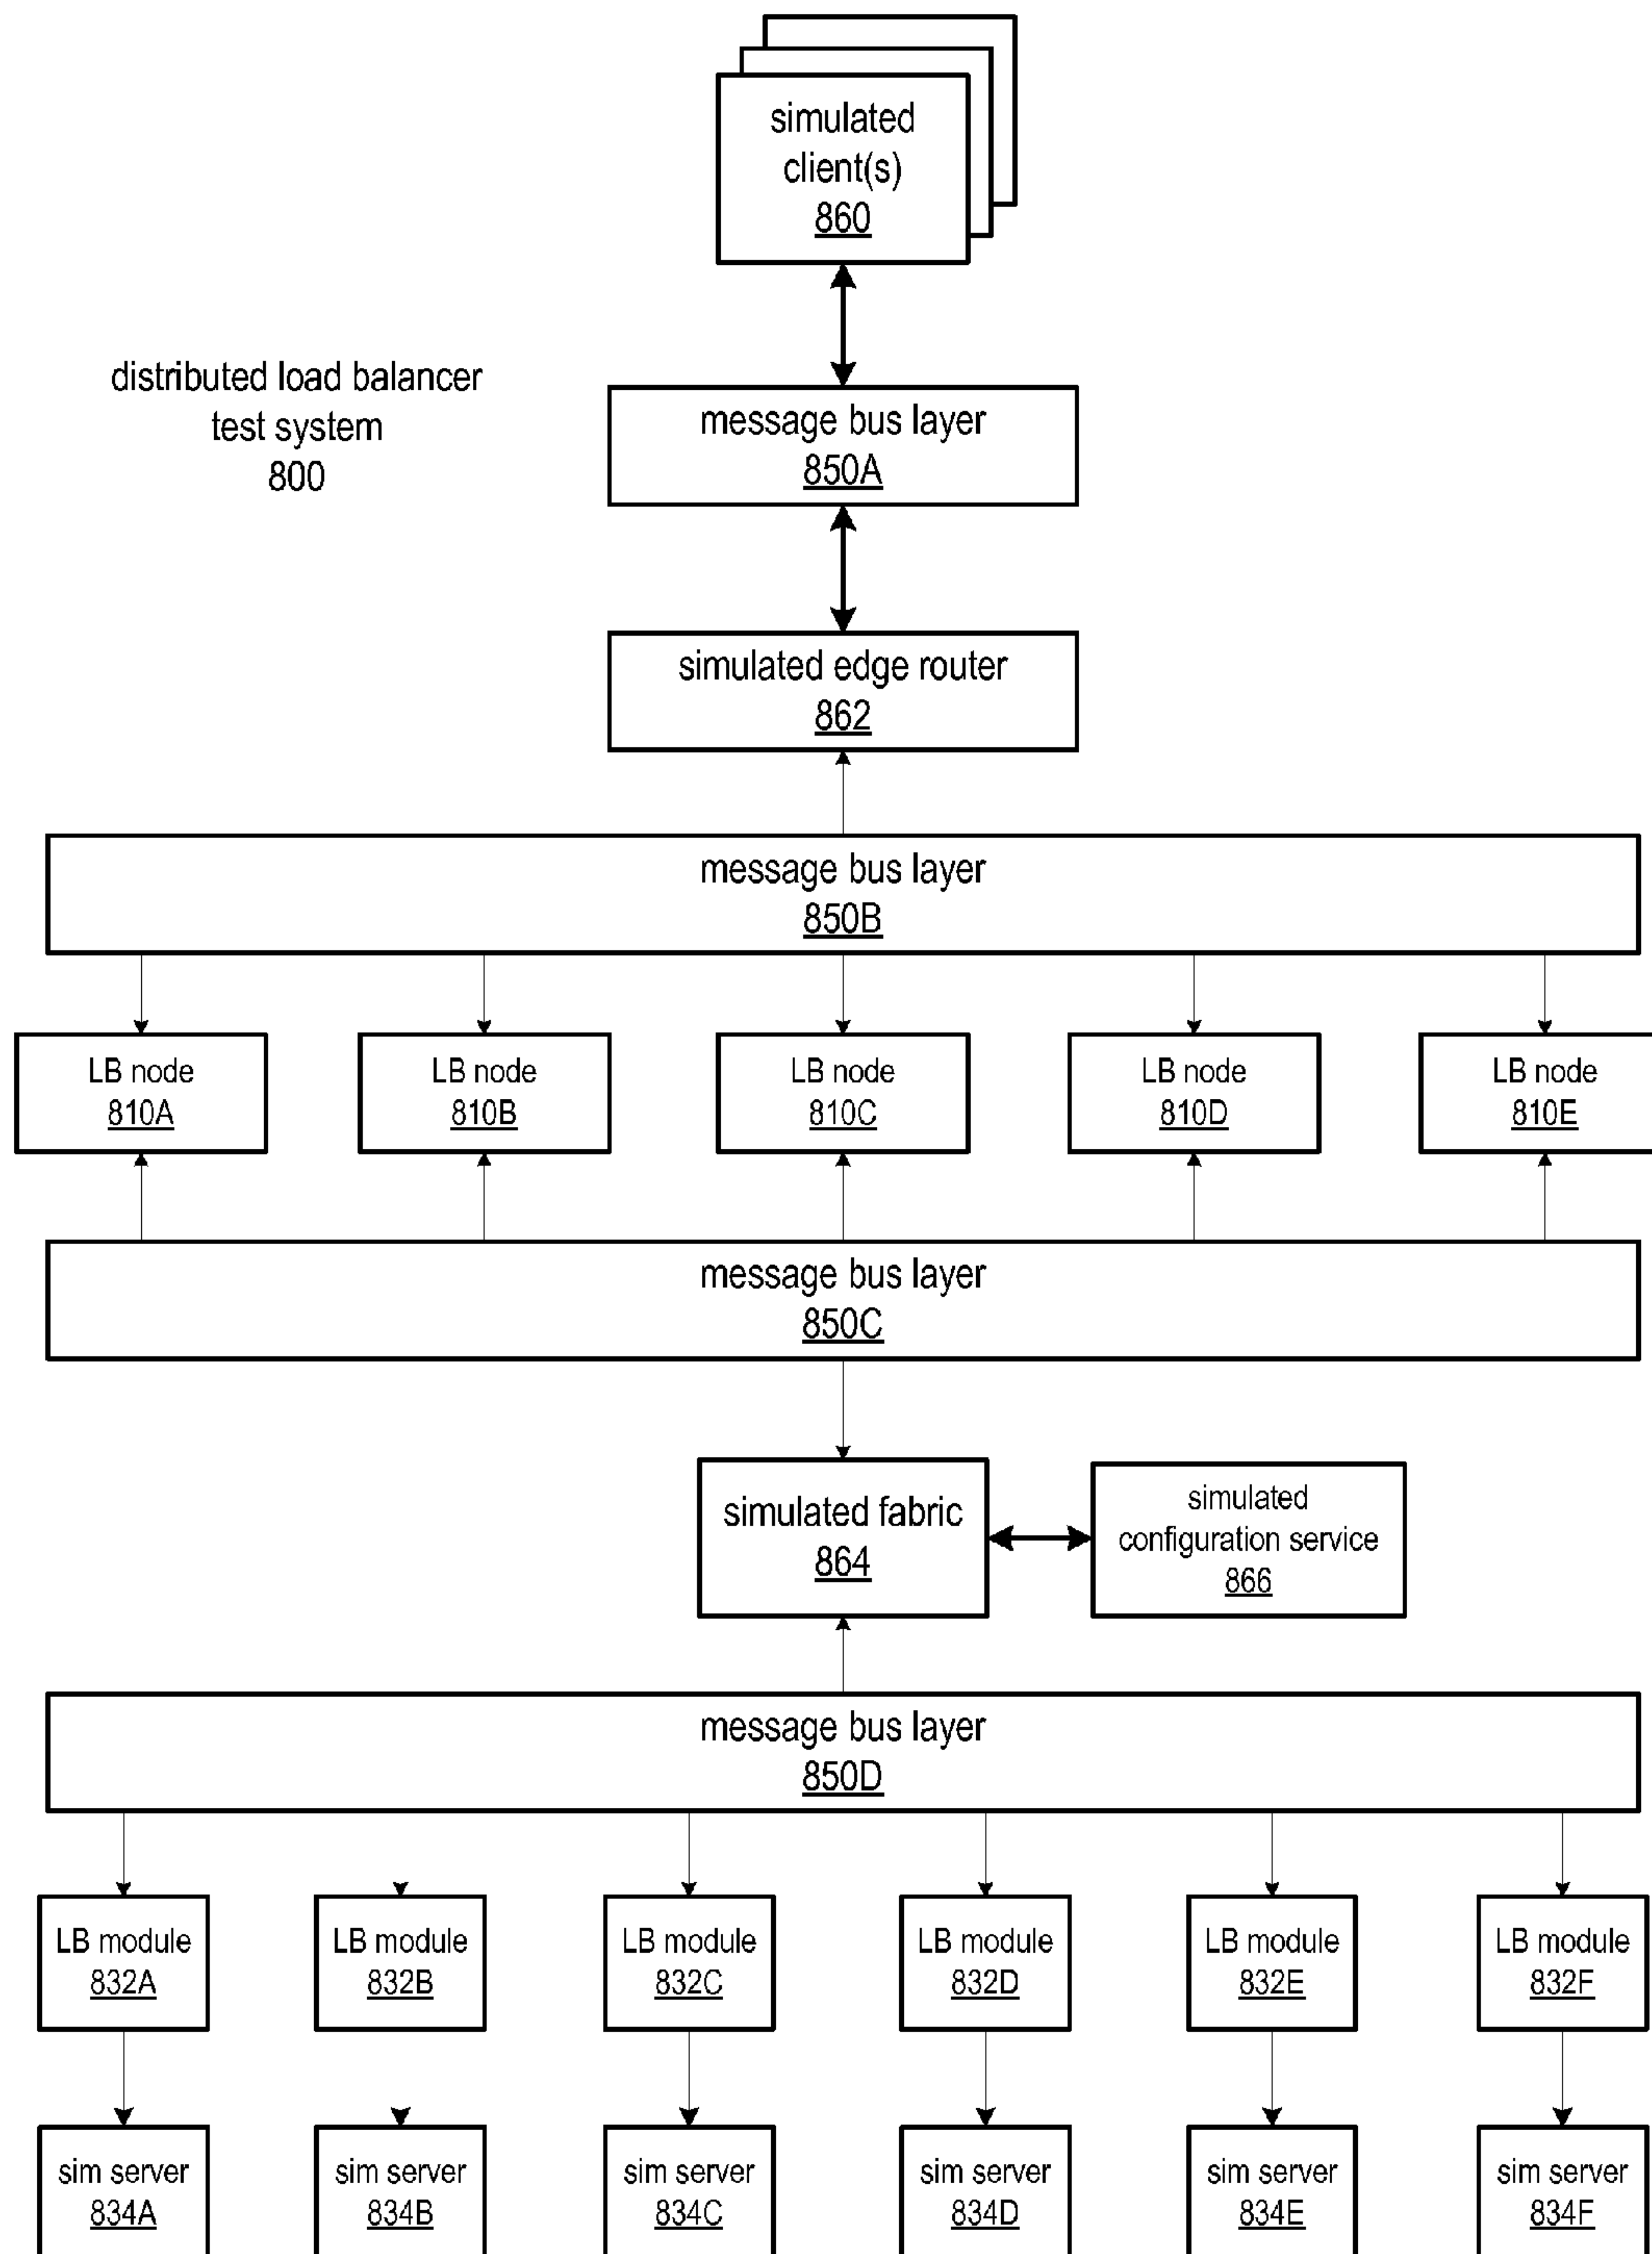 simulated
client(s)
860
distributed load balancer
test system
800
message bus layer
850A
simulated edge router
862
message bus layer
850B
LB node
810A
LB node
810B
LB node
810C
LB node
810D
LB node
810E
message bus layer
850C
simulated fabric
864
simulated
configuration service
866
message bus layer
850D
LB module
832A
LB module
832B
LB module
832C
LB module
832D
LB module
832E
LB module
832F
sim server
834A
sim server
834B
sim server
834C
sim server
834D
sim server
834E
sim server
834F